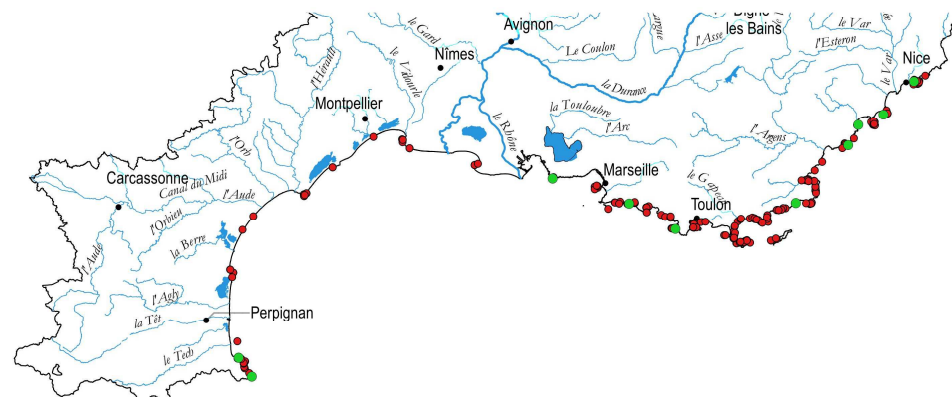 Avignon
Digne
les Bains
le Var
l'Esteron
l'Asse
le Gard
Le Coulon
Nîmes
le Var
Nice
le Vidourle
l'Hérault
la Durance
Montpellier
la Touloubre
l'Arc
le Rhône
l'Orb
l'Argens
Marseille
le Gapeau
Carcassonne
Canal du Midi
l'Aude
Toulon
l'Orbieu
la Berre
l'Aude
l'Agly
la Têt
Perpignan
le Tech